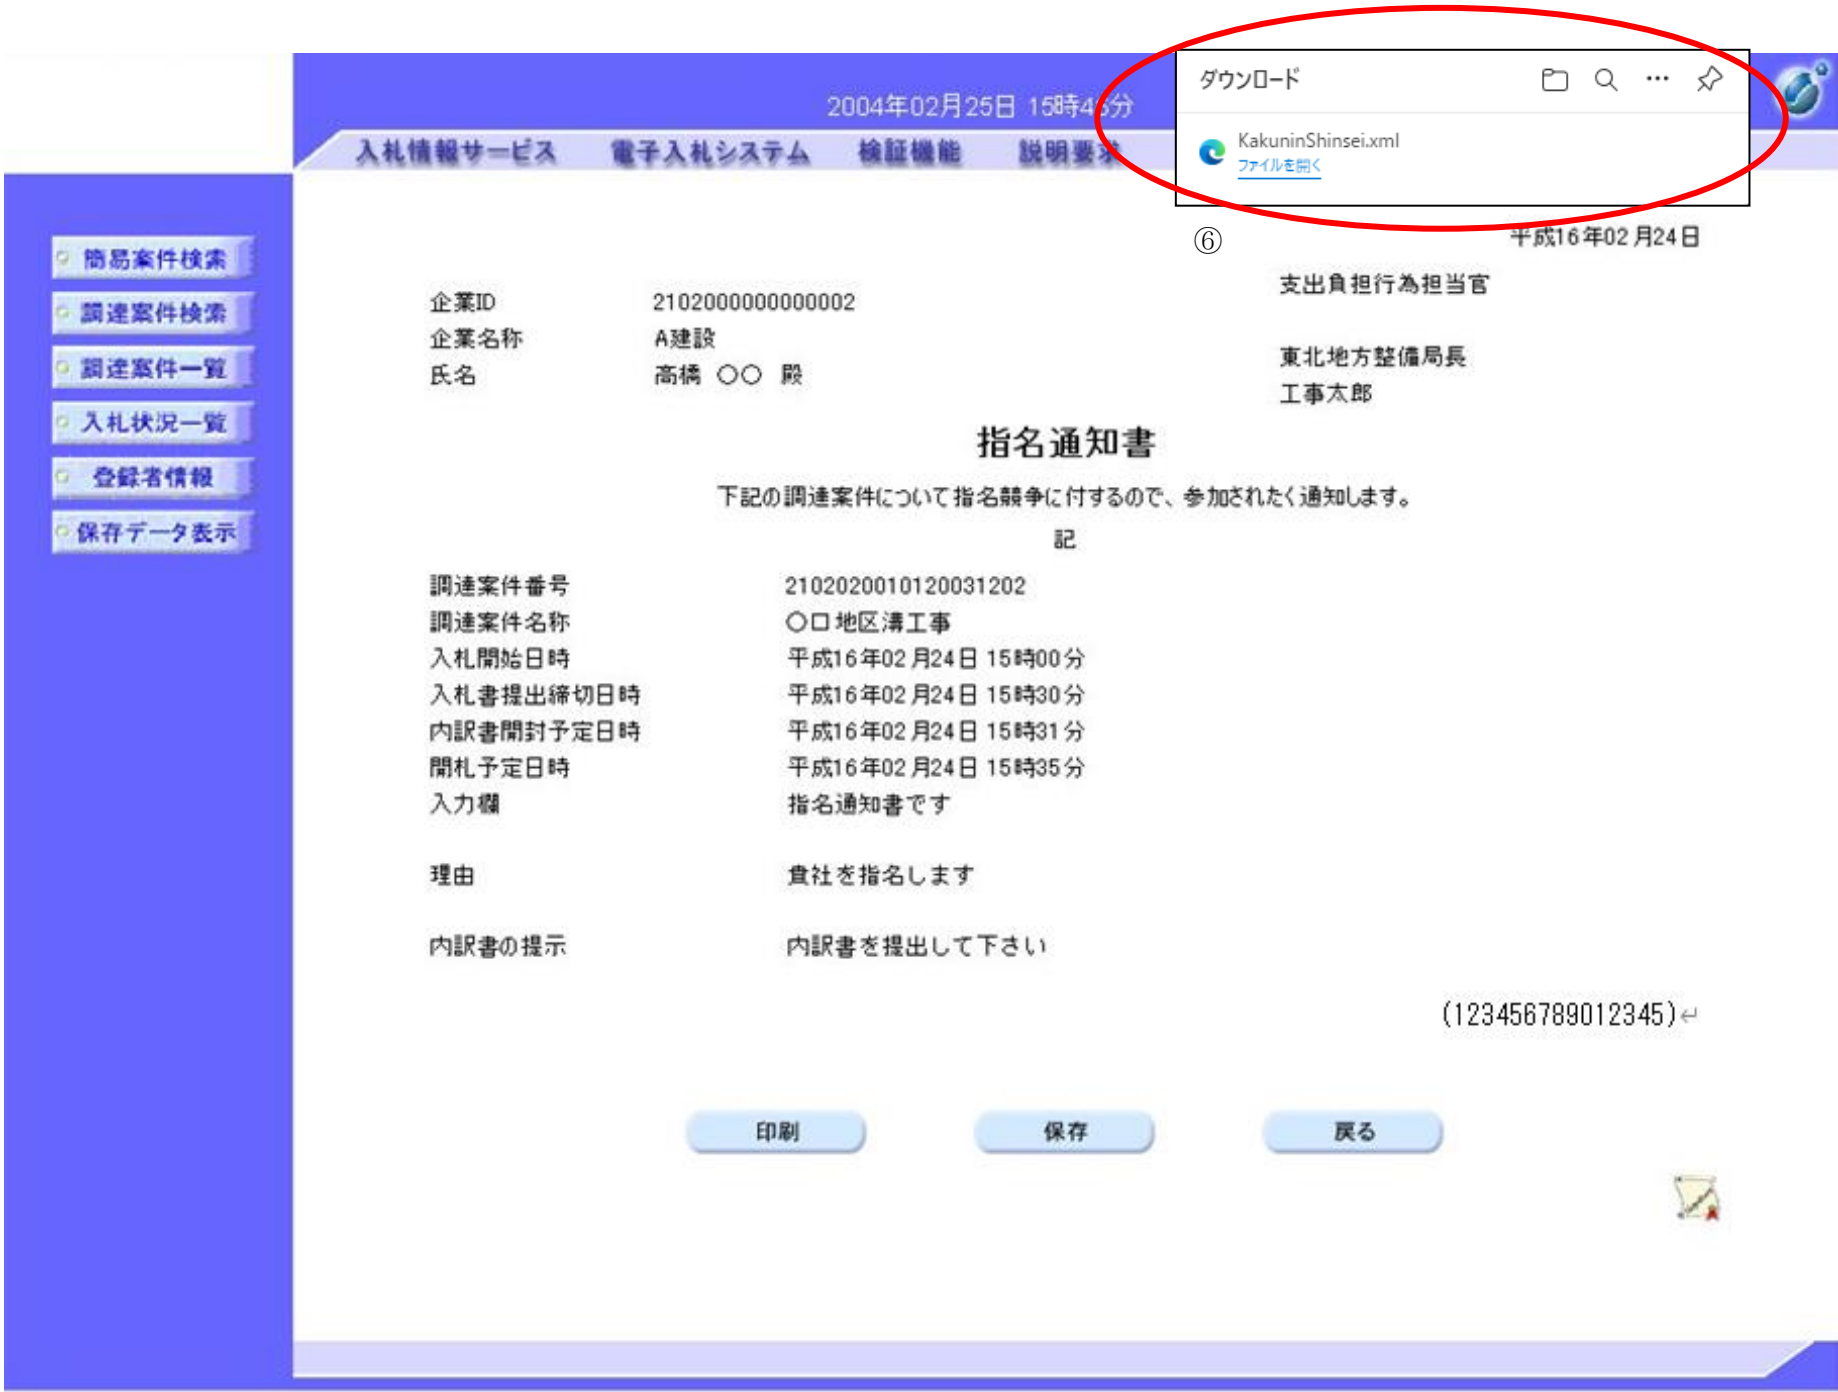 2004年02月25日 15時4 分
入札情報サービス 電子入札システム 検証機能 説明要求
ダウンロード
KakuninShinsei.xml
ファイルを開く
⑥
平成16年02月24日
簡易案件検索
調達案件検索
調達案件一覧
入札状況一覧
登録者情報
保存データ表示
支出負担行為担当官
企業ID 2102000000000002
企業名称 A建設
東北地方整備局長
氏名 高橋 〇〇 殿
工事太郎
指名通知書
下記の調達案件について指名競争に付するので、参加されたく通知します。
記
調達案件番号 2102020010120031202
調達案件名称 〇口地区溝工事
入札開始日時 平成16年02月24日 15時00分
入札書提出締切日時 平成16年02月24日 15時30分
内訳書開封予定日時 平成16年02月24日 15時31分
開札予定日時 平成16年02月24日 15時35分
入力欄 指名通知書です
理由 貴社を指名します
内訳書の提示 内訳書を提出して下さい
(123456789012345)↵
印刷 保存 戻る